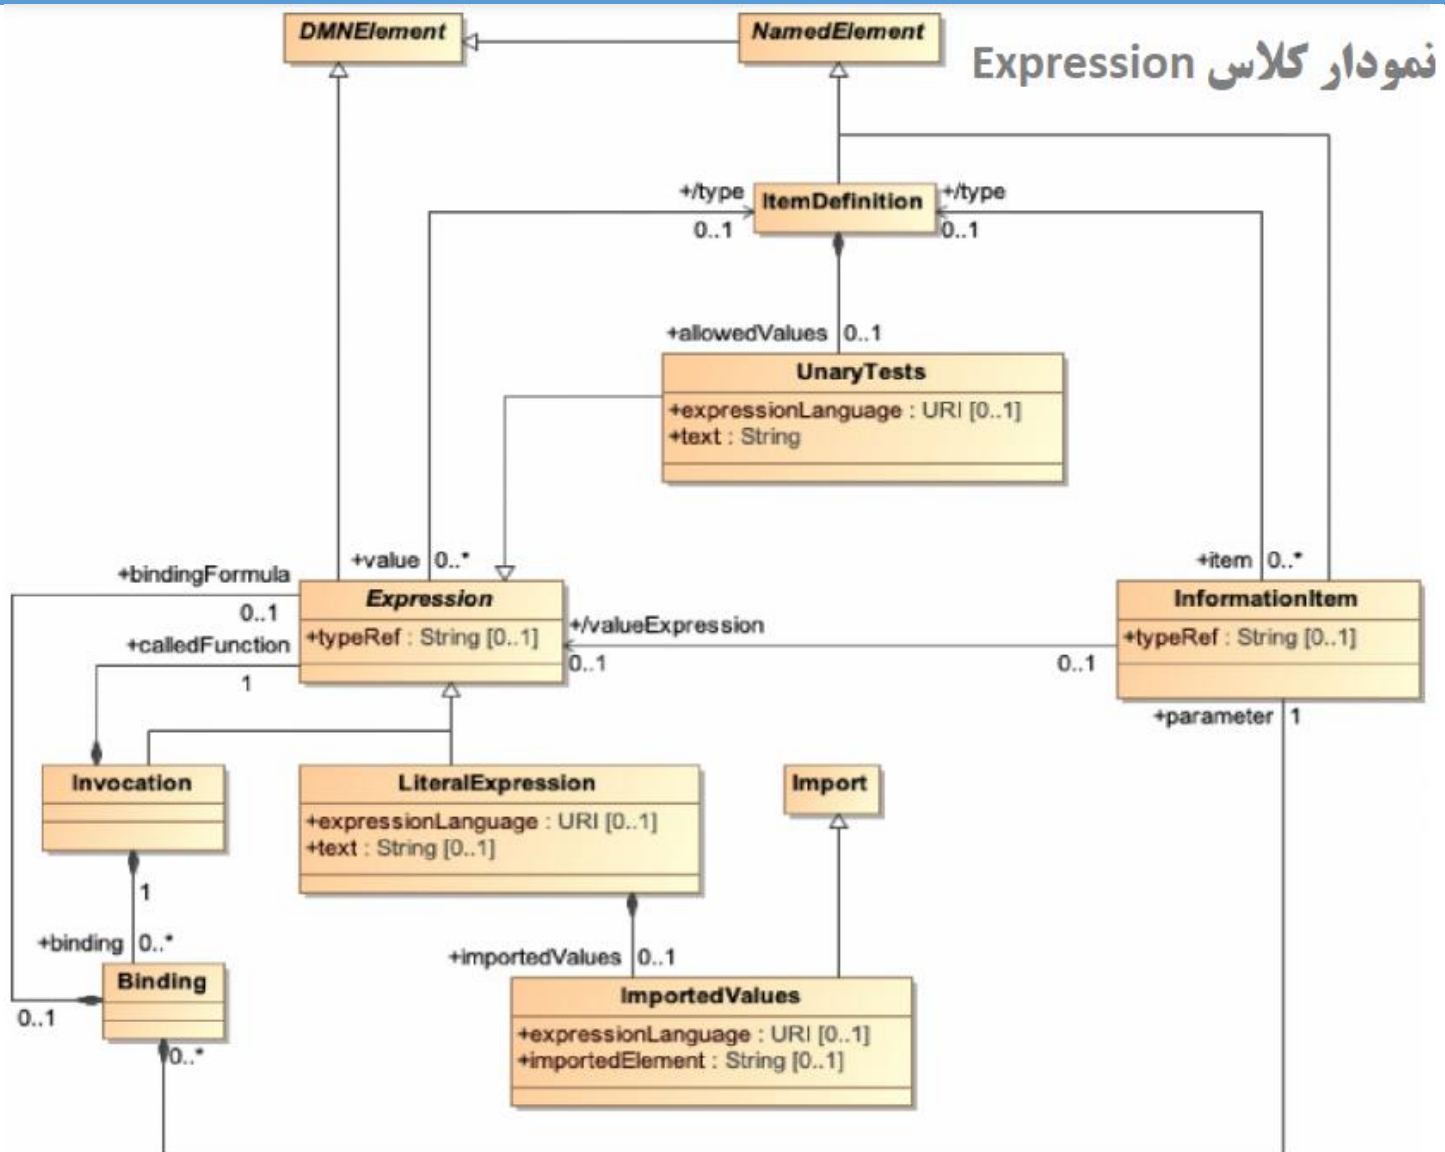 DMNElement
NamedElement
نمودار کلاس Expression
+/type
ItemDefinition
+/type
0..1
0..1
+allowedValues
0..1
UnaryTests
+expressionLanguage : URI [0..1]
+text : String
+value
0..*
+item
0..*
+bindingFormula
0..1
Expression
+typeRef : String [0..1]
InformationItem
+typeRef : String [0..1]
+calledFunction
1
+/valueExpression
0..1
0..1
+parameter
1
Invocation
LiteralExpression
+expressionLanguage : URI [0..1]
+text : String [0..1]
Import
1
+binding
0..*
+importedValues
0..1
Binding
0..1
0..*
ImportedValues
+expressionLanguage : URI [0..1]
+importedElement : String [0..1]